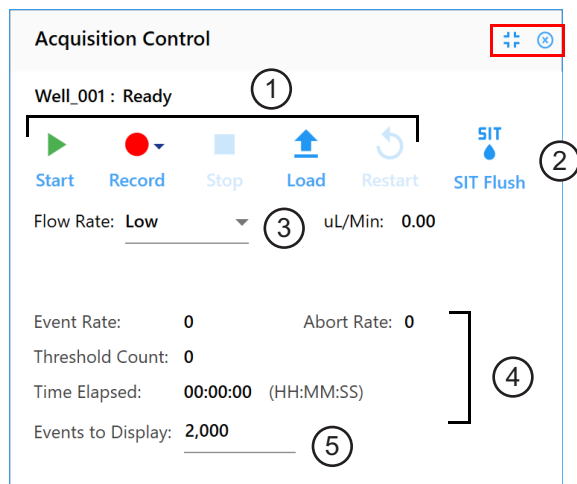 Acquisition Control
Well_001 : Ready
1
Start Record Stop Load Restart
SIT
SIT Flush
2
Flow Rate: Low
3
uL/Min: 0.00
Event Rate: 0 Abort Rate: 0
Threshold Count: 0
Time Elapsed: 00:00:00 (HH:MM:SS)
4
Events to Display: 2,000
5